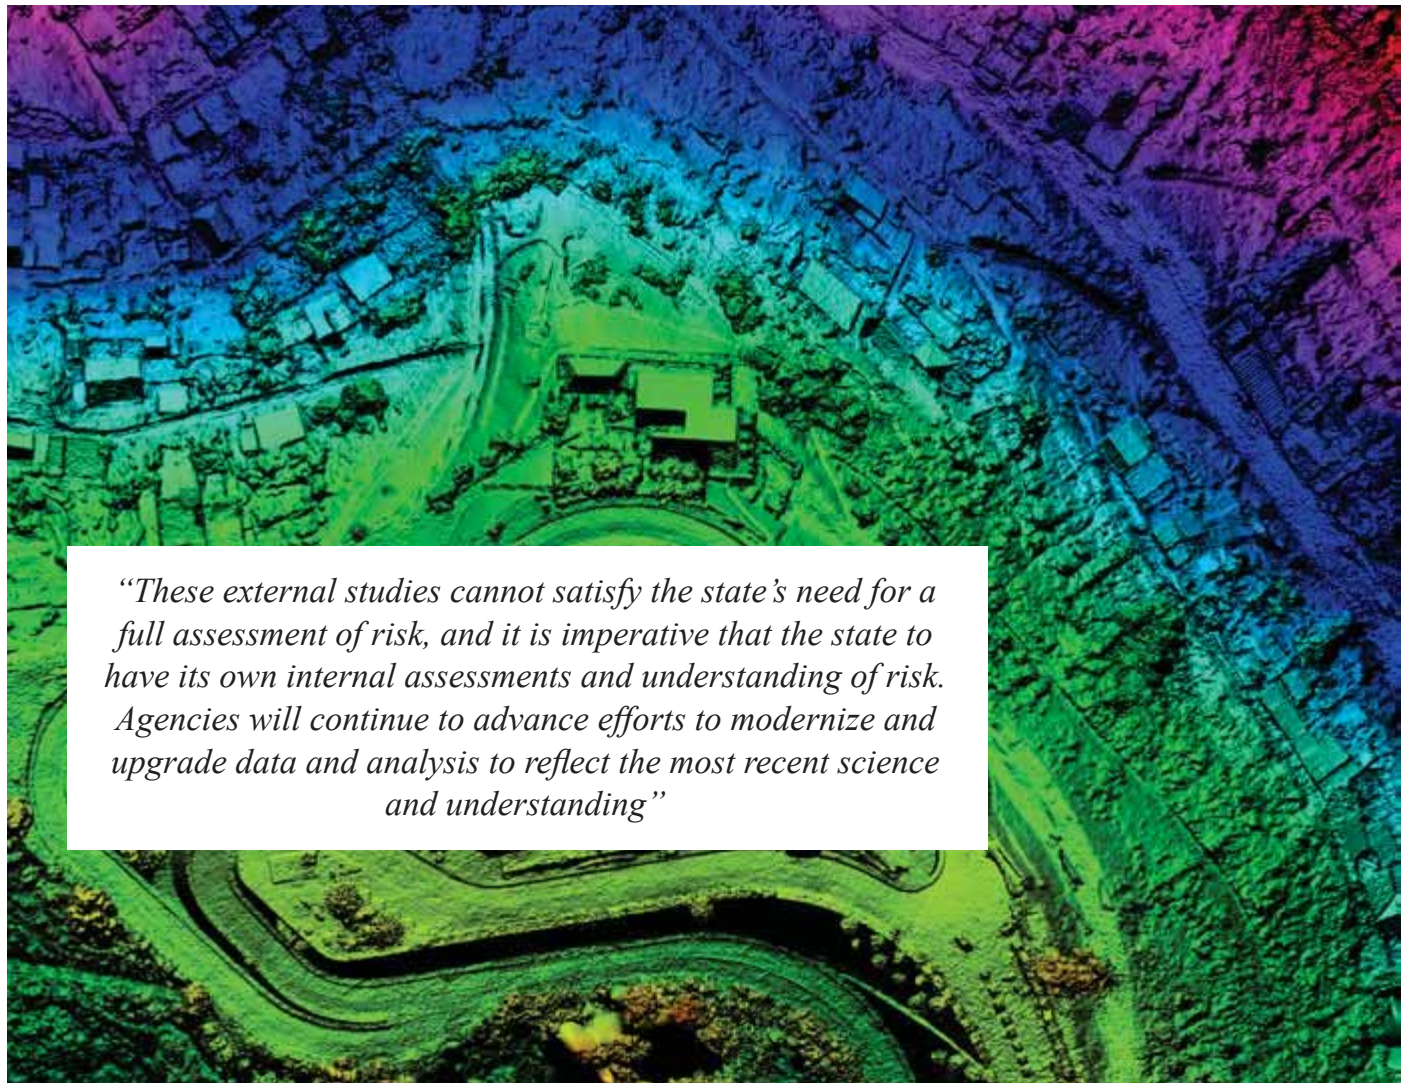 “These external studies cannot satisfy the state’s need for a
full assessment of risk, and it is imperative that the state to
have its own internal assessments and understanding of risk.
Agencies will continue to advance efforts to modernize and
upgrade data and analysis to reflect the most recent science
and understanding”